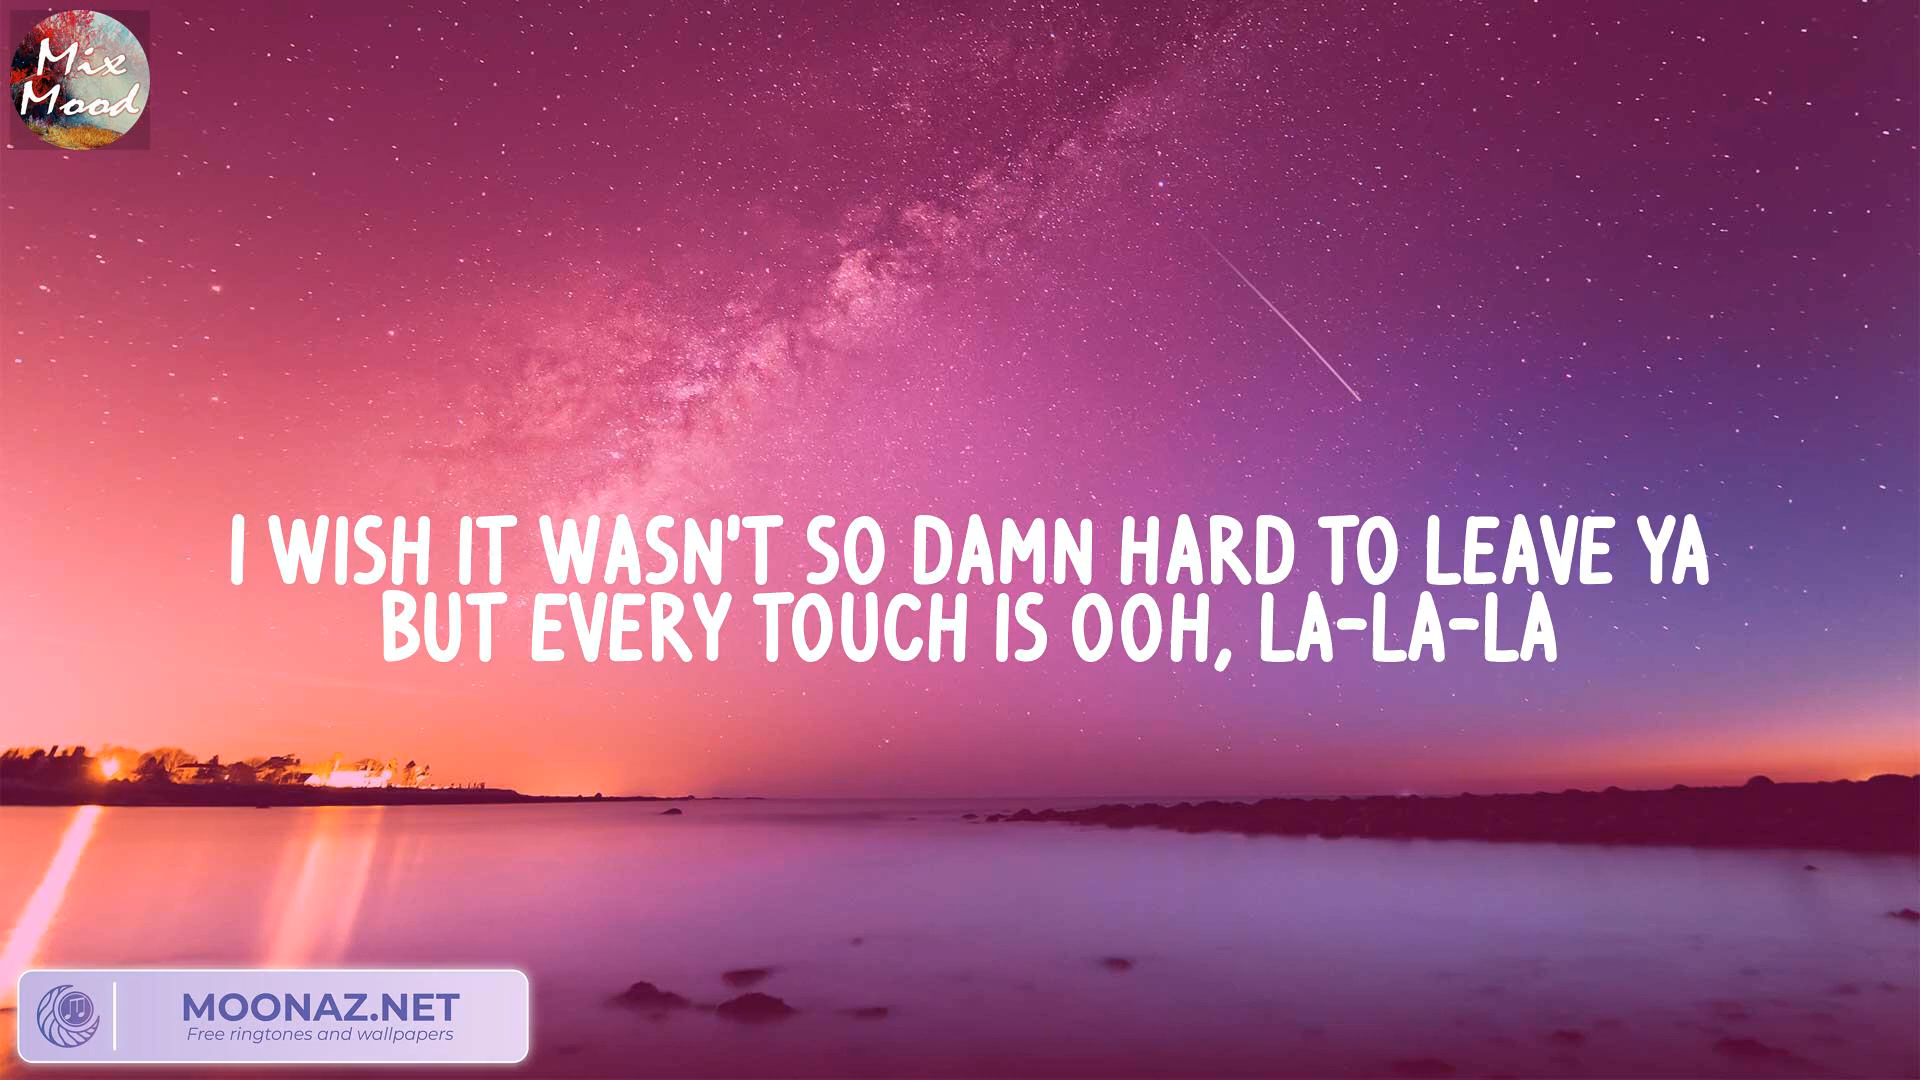 Mix
Mood
I WISH IT WASN'T SO DAMN HARD TO LEAVE YA
BUT EVERY TOUCH IS OOH, LA-LA-LA
MOONAZ.NET
Free ringtones and wallpapers